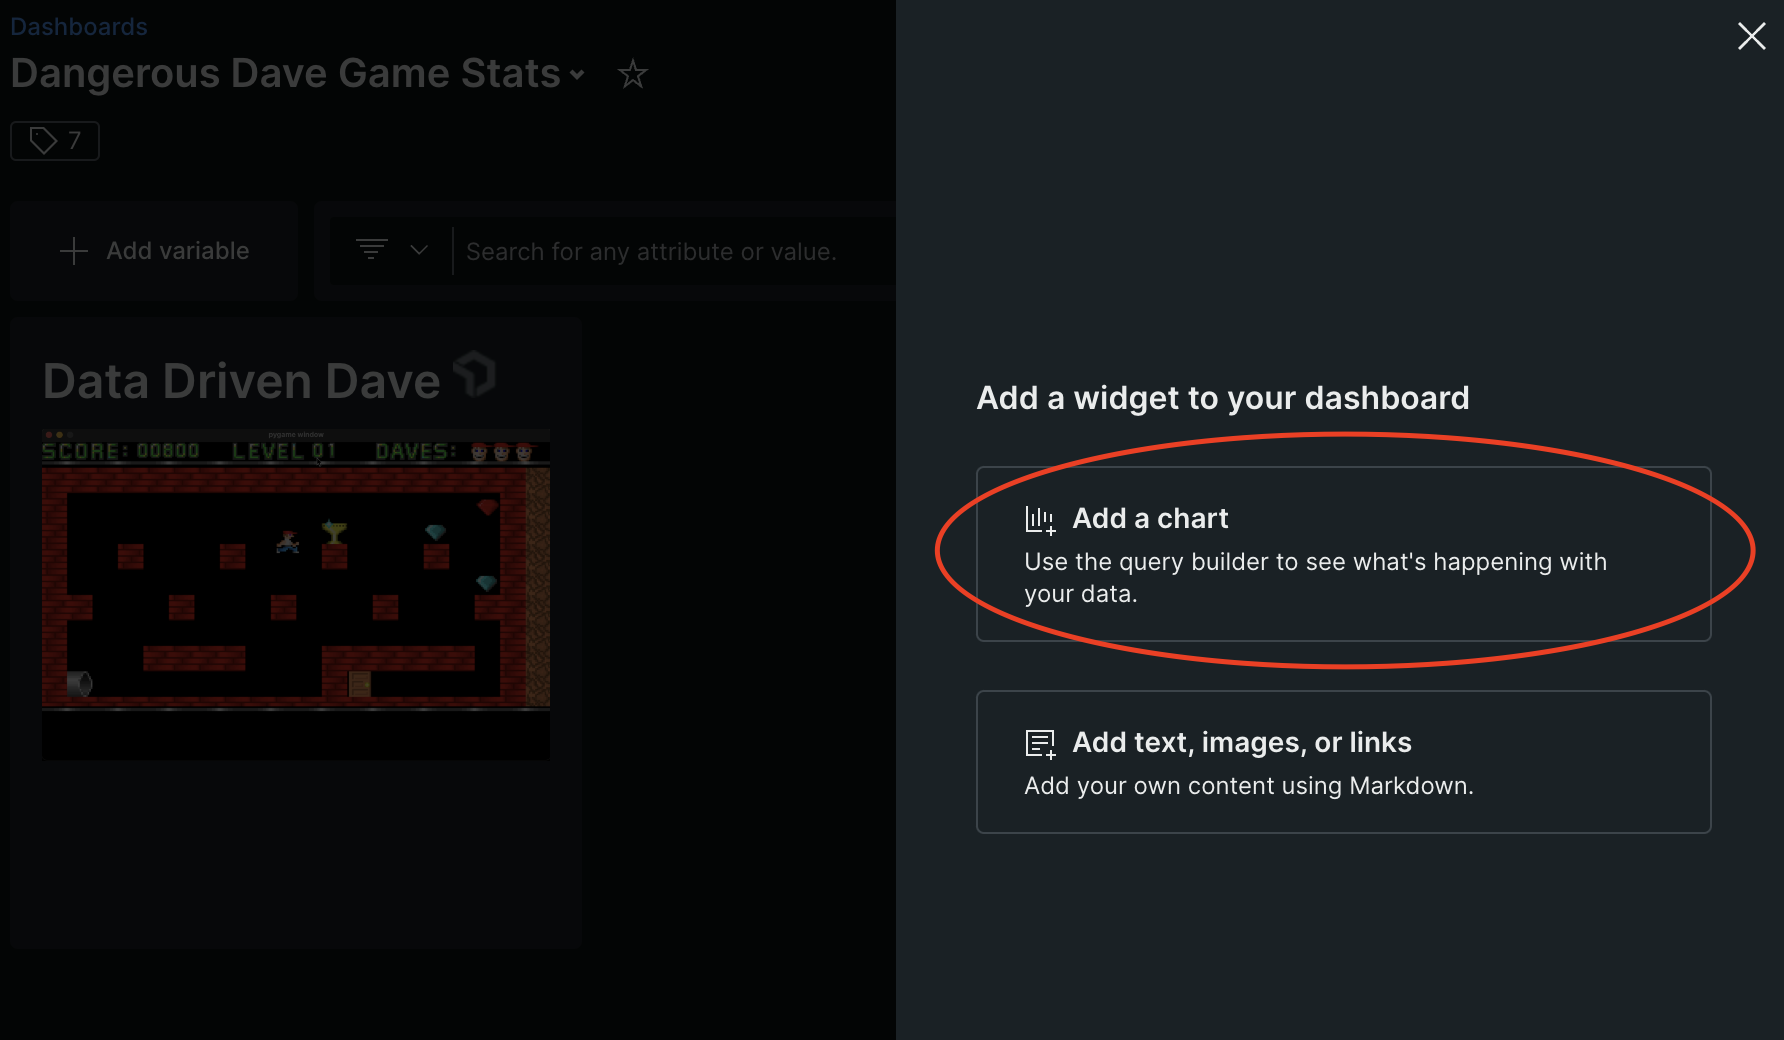 Dashboards
Dangerous Dave Game Stats
7
Add variable
Search for any attribute or value.
Data Driven Dave
pygame window
SCORE: 00800 LEVEL 01 DAVES:
Add a widget to your dashboard
Add a chart
Use the query builder to see what's happening with
your data.
Add text, images, or links
Add your own content using Markdown.